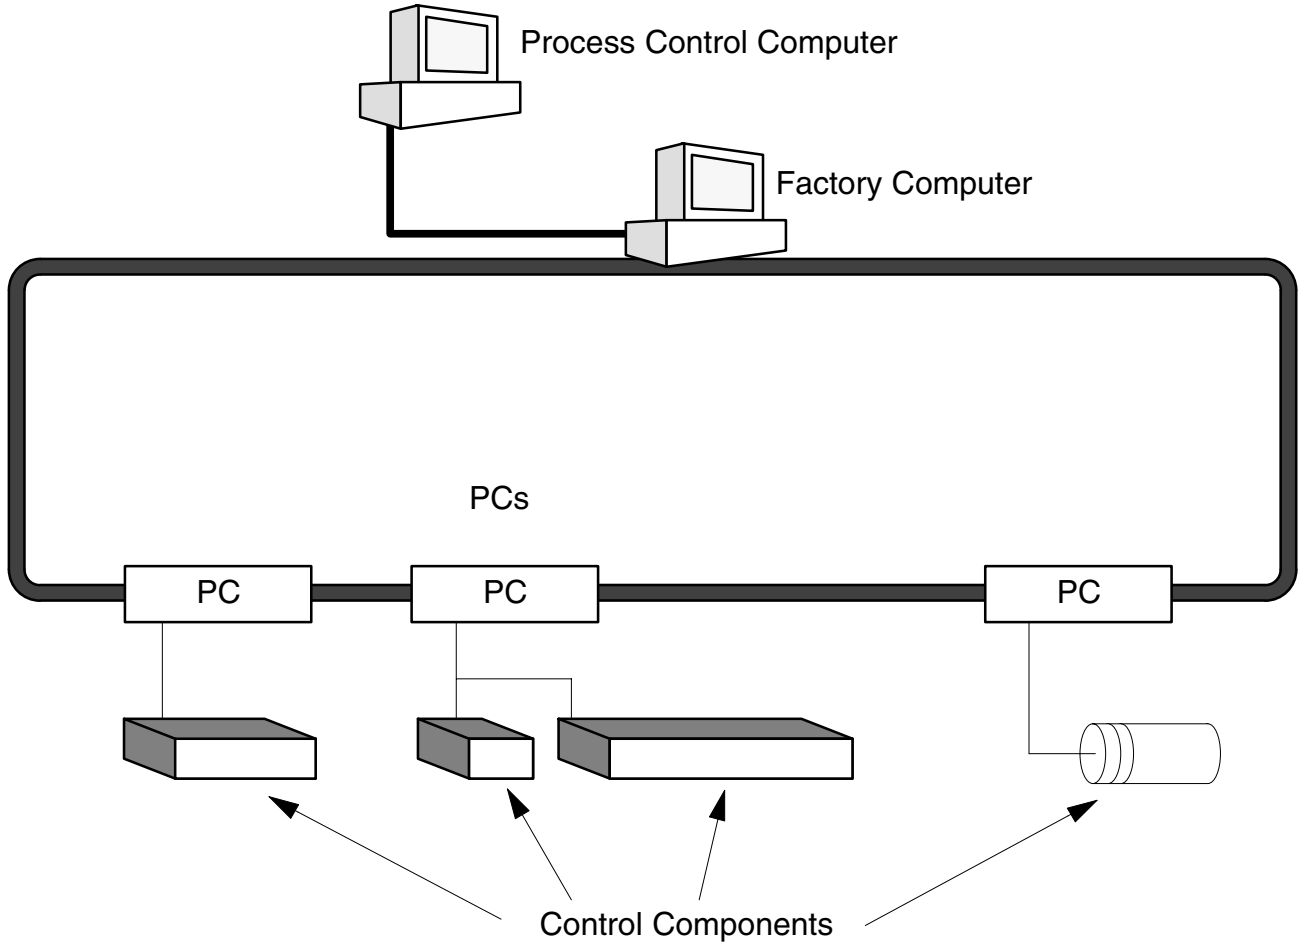 Process Control Computer
Factory Computer
PCs
PC
PC
PC
Control Components